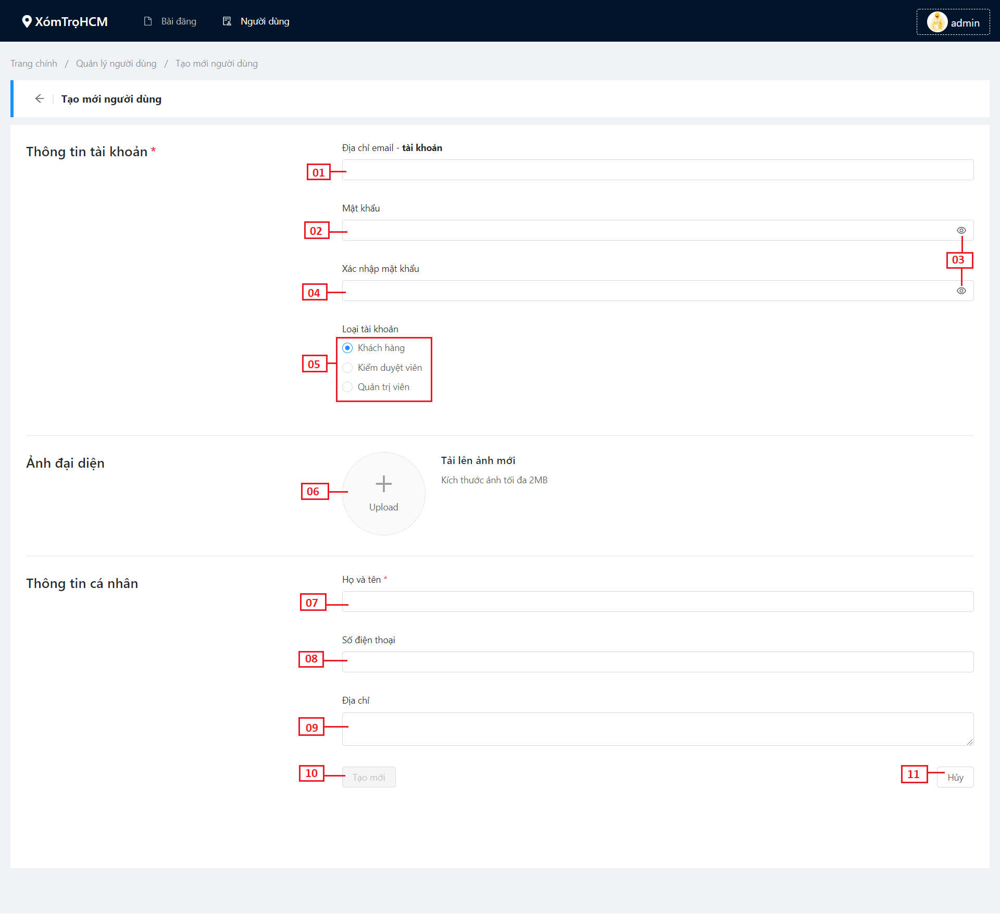 XómTrọHCM
Bài đăng
Người dùng
admin
Trang chính / Quản lý người dùng / Tạo mới người dùng
Tạo mới người dùng
Thông tin tài khoản *
Địa chỉ email - tài khoản
01
Mật khẩu
02
03
Xác nhập mật khẩu
04
Loại tài khoản
05
Khách hàng
Kiểm duyệt viên
Quản trị viên
Ảnh đại diện
06
Upload
Tải lên ảnh mới
Kích thước ảnh tối đa 2MB
Thông tin cá nhân
Họ và tên *
07
Số điện thoại
08
Địa chỉ
09
10
Tạo mới
11
Hủy